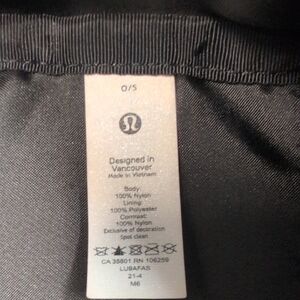 O/S
Designed in
Vancouver
Made in Vietnam
Body:
100% Nylon
Lining:
100% Polyester
Contrast:
100% Nylon
Exclusive of decoration
Spot clean
CA 35801 RN 106259
LU9AFAS
21-4
M6